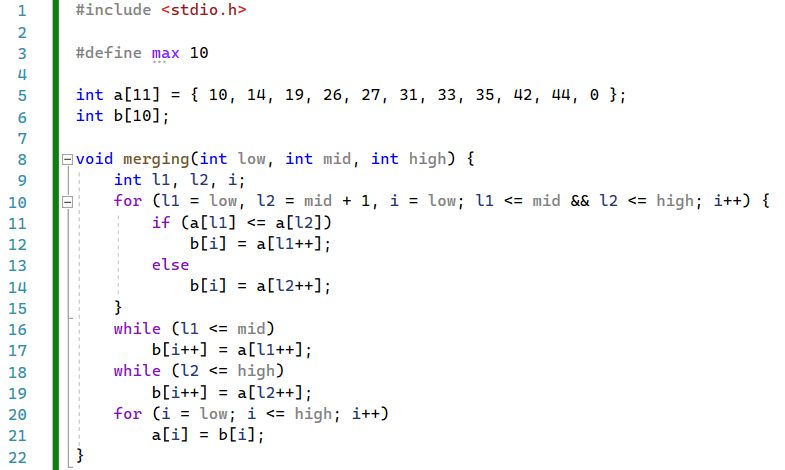 1 #include <stdio.h>
2
3 #define max 10
4
5 int a[11] = { 10, 14, 19, 26, 27, 31, 33, 35, 42, 44, 0 };
6 int b[10];
7
8 void merging(int low, int mid, int high) {
9     int l1, l2, i;
10     for (l1 = low, l2 = mid + 1, i = low; l1 <= mid && l2 <= high; i++) {
11         if (a[l1] <= a[l2])
12             b[i] = a[l1++];
13         else
14             b[i] = a[l2++];
15     }
16     while (l1 <= mid)
17         b[i++] = a[l1++];
18     while (l2 <= high)
19         b[i++] = a[l2++];
20     for (i = low; i <= high; i++)
21         a[i] = b[i];
22 }